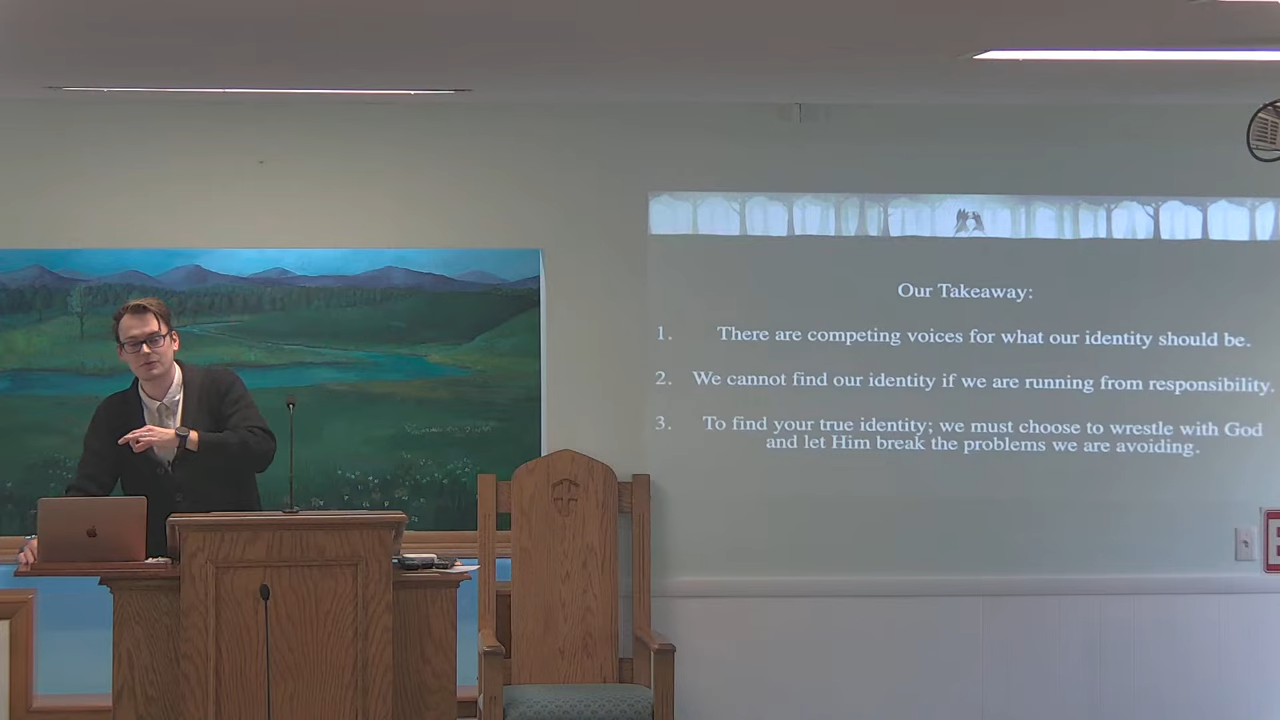 Our Takeaway:
1. There are competing voices for what our identity should be.
2. We cannot find our identity if we are running from responsibility.
3. To find your true identity; we must choose to wrestle with God
and let Him break the problems we are avoiding.